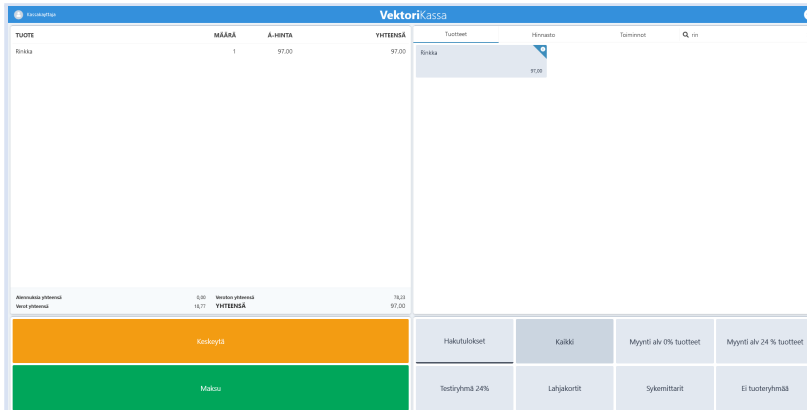 Kassakäyttäjä
VektoriKassa
TUOTE MÄÄRÄ À-HINTA YHTEENSÄ
Rinkka 1 97.00 97.00
Tuotteet Hinnasto Toiminnot rin
Rinkka
97,00
Alennuksia yhteensä 0,00 Veroton yhteensä 78,23
Verot yhteensä 18,77 YHTEENSÄ 97.00
Keskeytä
Maksu
Hakutulokset Kaikki Myynti alv 0% tuotteet Myynti alv 24 % tuotteet
Testiryhmä 24% Lahjakortit Sykemittarit Ei tuoteryhmää